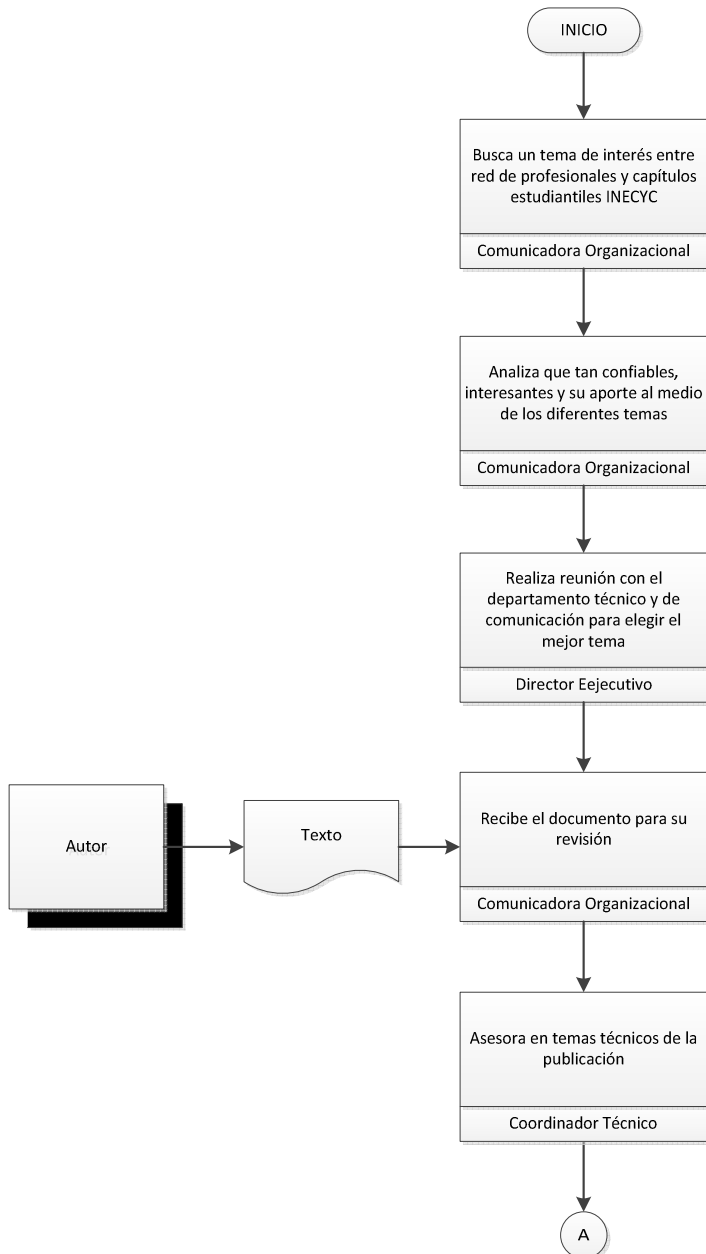 INICIO
Busca un tema de interés entre
red de profesionales y capítulos
estudiantiles INECYC
Comunicadora Organizacional
Analiza que tan confiables,
interesantes y su aporte al medio
de los diferentes temas
Comunicadora Organizacional
Realiza reunión con el
departamento técnico y de
comunicación para elegir el
mejor tema
Director Eejecutivo
Autor
Texto
Recibe el documento para su
revisión
Comunicadora Organizacional
Asesora en temas técnicos de la
publicación
Coordinador Técnico
A